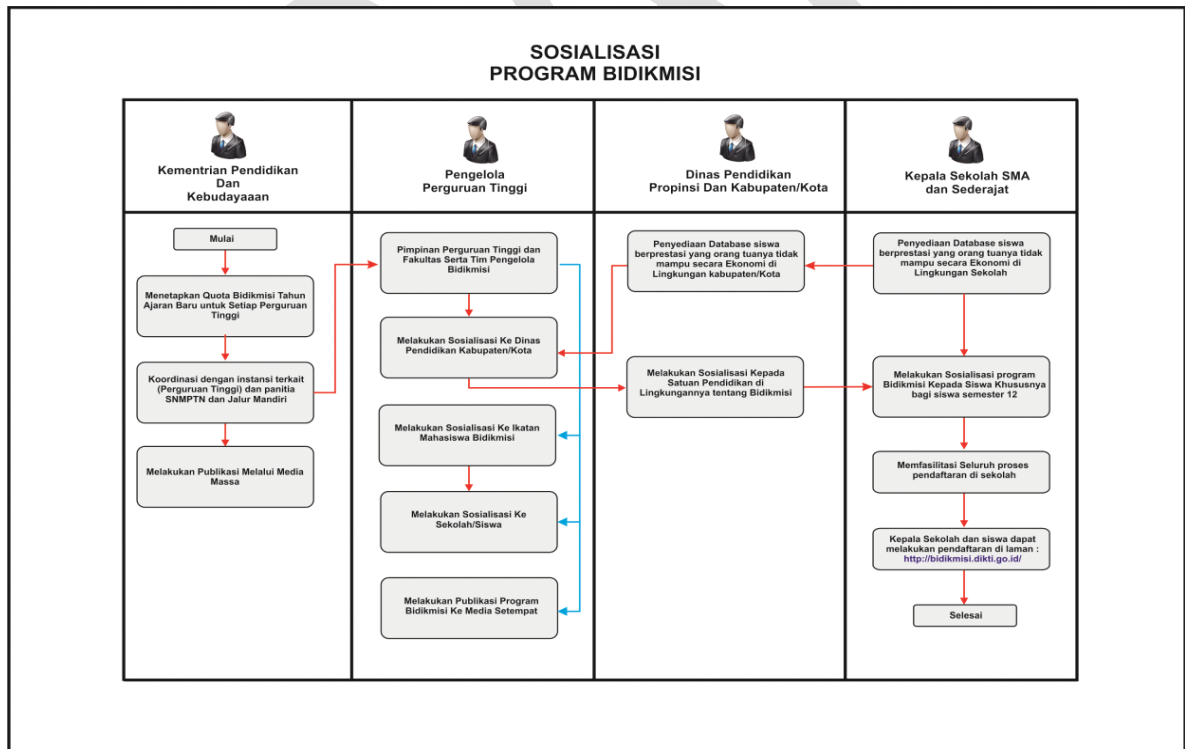 SOSIALISASI
PROGRAM BIDIKMISI
Kementrian Pendidikan
Dan
Kebudayaaan
Mulai
Menetapkan Quota Bidikmisi Tahun
Ajaran Baru untuk Setiap Perguruan
Tinggi
Koordinasi dengan instansi terkait
(Perguruan Tinggi) dan panitia
SNMPTN dan Jalur Mandiri
Melakukan Publikasi Melalui Media
Massa
Pengelola
Perguruan Tinggi
Pimpinan Perguruan Tinggi dan
Fakultas Serta Tim Pengelola
Bidikmisi
Melakukan Sosialisasi Ke Dinas
Pendidikan Kabupaten/Kota
Melakukan Sosialisasi Ke Ikatan
Mahasiswa Bidikmisi
Melakukan Sosialisasi Ke
Sekolah/Siswa
Melakukan Publikasi Program
Bidikmisi Ke Media Setempat
Dinas Pendidikan
Propinsi Dan Kabupaten/Kota
Penyediaan Database siswa
berprestasi yang orang tuanya tidak
mampu secara Ekonomi di
Lingkungan kabupaten/Kota
Melakukan Sosialisasi Kepada
Satuan Pendidikan di
Lingkungannya tentang Bidikmisi
Kepala Sekolah SMA
dan Sederajat
Penyediaan Database siswa
berprestasi yang orang tuanya tidak
mampu secara Ekonomi di
Lingkungan Sekolah
Melakukan Sosialisasi program
Bidikmisi Kepada Siswa Khususnya
bagi siswa semester 12
Memfasilitasi Seluruh proses
pendaftaran di sekolah
Kepala Sekolah dan siswa dapat
melakukan pendaftaran di laman :
http://bidikmisi.dikti.go.id/
Selesai